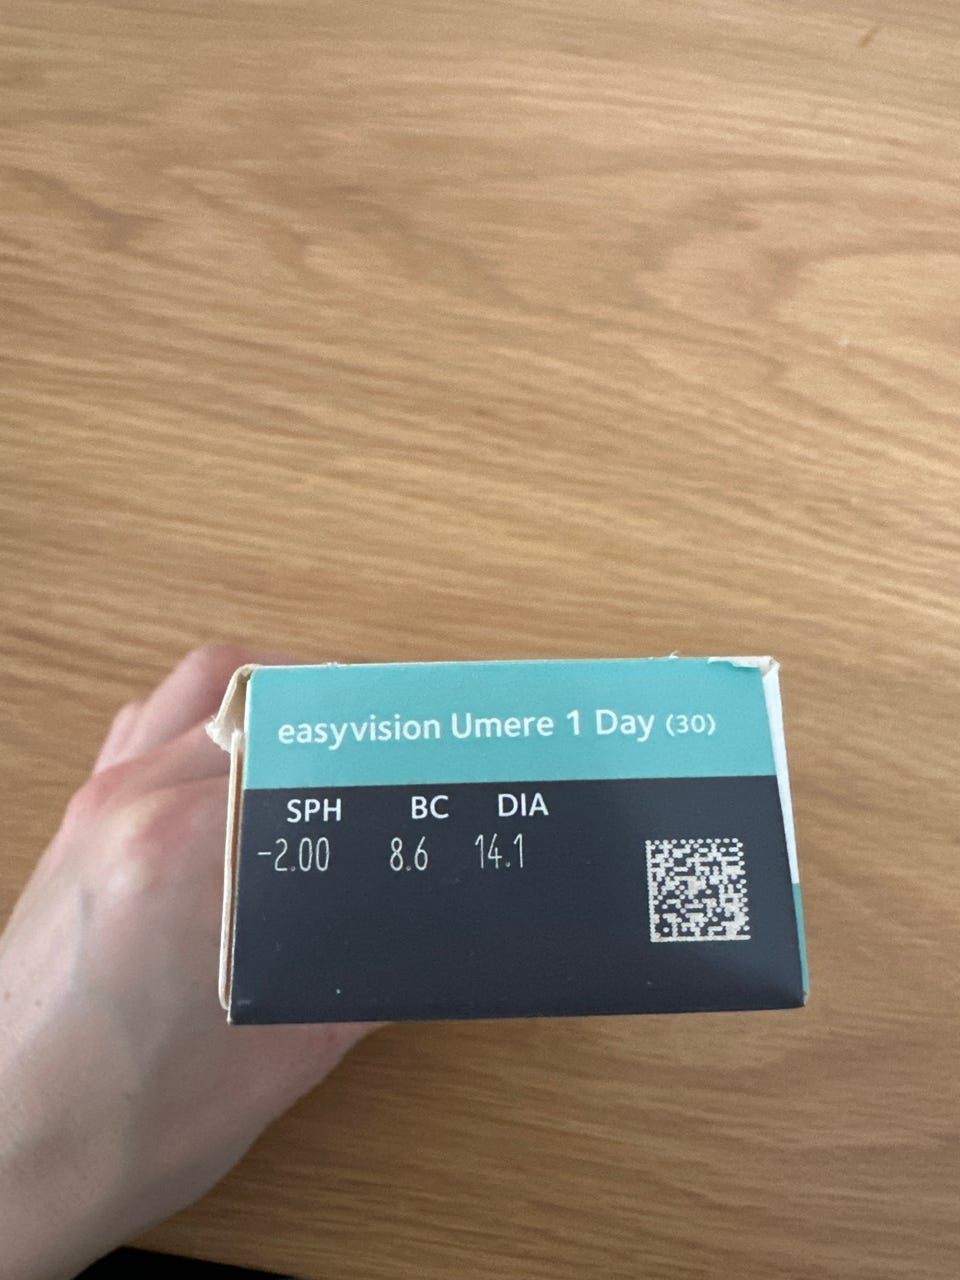 easyvision Umere 1 Day (30)
SPH BC DIA
-2.00 8.6 14.1